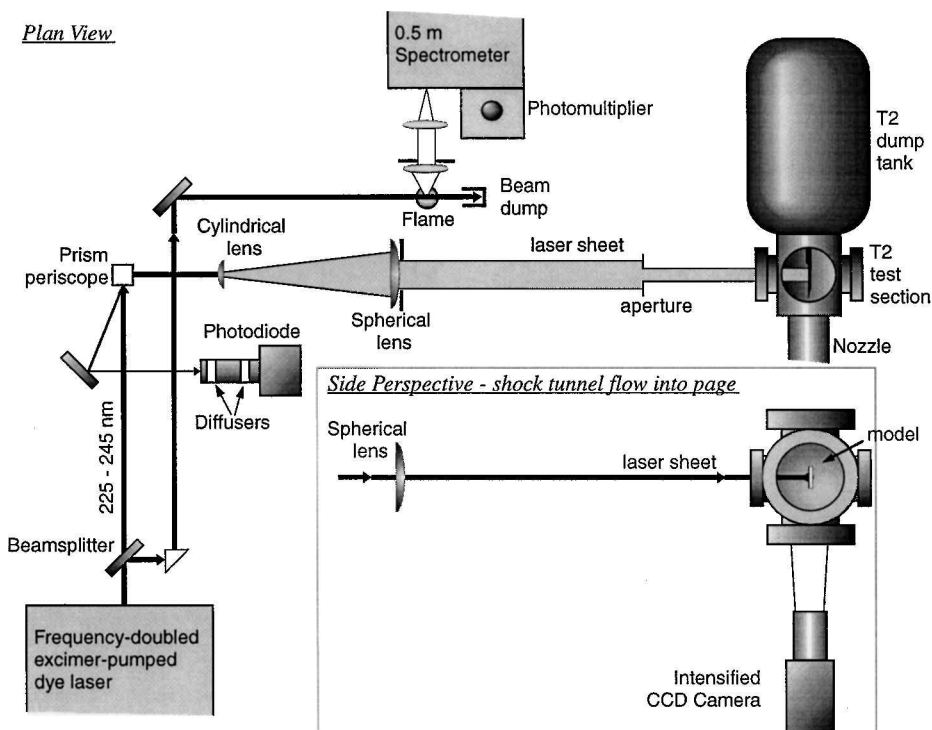 Plan View
0.5 m
Spectrometer
Photomultiplier
T2
dump
tank
Beam
dump
Flame
Cylindrical
lens
Prism
periscope
laser sheet
T2
test
section
aperture
Spherical
lens
Photodiode
Nozzle
Diffusers
225 - 245 nm
Side Perspective - shock tunnel flow into page
Spherical
lens
model
laser sheet
Beamsplitter
Frequency-doubled
excimer-pumped
dye laser
Intensified
CCD Camera